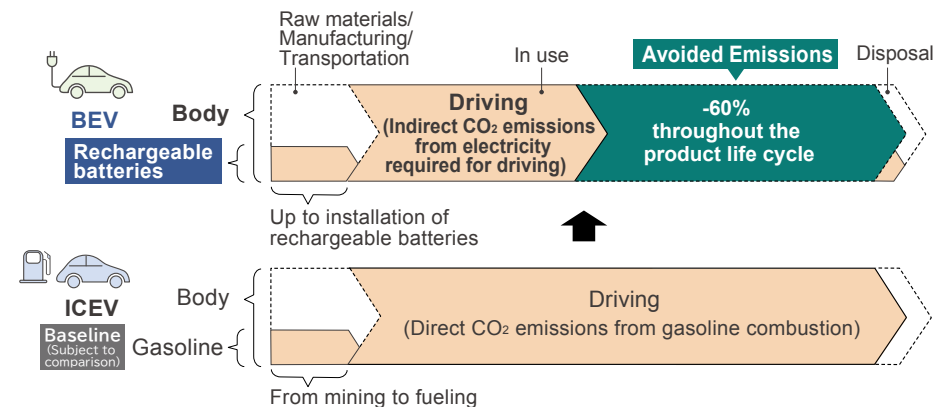 Raw materials/
Manufacturing/
Transportation
In use
Avoided Emissions
Disposal
BEV
Body
Rechargeable
batteries
Driving
(Indirect CO₂ emissions
from electricity
required for driving)
-60%
throughout the
product life cycle
Up to installation of
rechargeable batteries
ICEV
Baseline
(Subject to
comparison)
Body
Gasoline
Driving
(Direct CO₂ emissions from gasoline combustion)
From mining to fueling